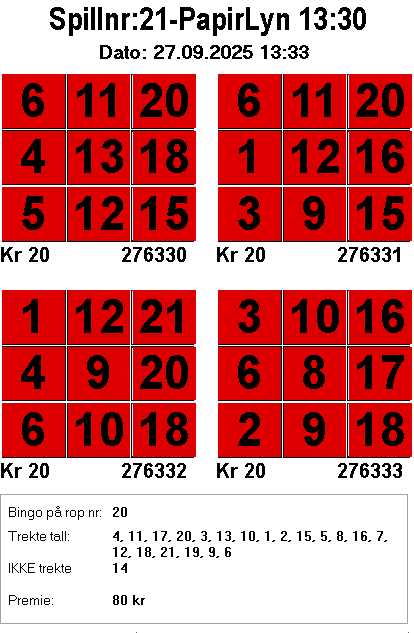 Spillnr:21-PapirLyn 13:30
Dato: 27.09.2025 13:33
6 11 20
4 13 18
5 12 15
Kr 20 276330
6 11 20
1 12 16
3 9 15
Kr 20 276331
1 12 21
4 9 20
6 10 18
Kr 20 276332
3 10 16
6 8 17
2 9 18
Kr 20 276333
Bingo på rop nr: 20
Trekte tall: 4, 11, 17, 20, 3, 13, 10, 1, 2, 15, 5, 8, 16, 7,
12, 18, 21, 19, 9, 6
IKKE trekte 14
Premie: 80 kr